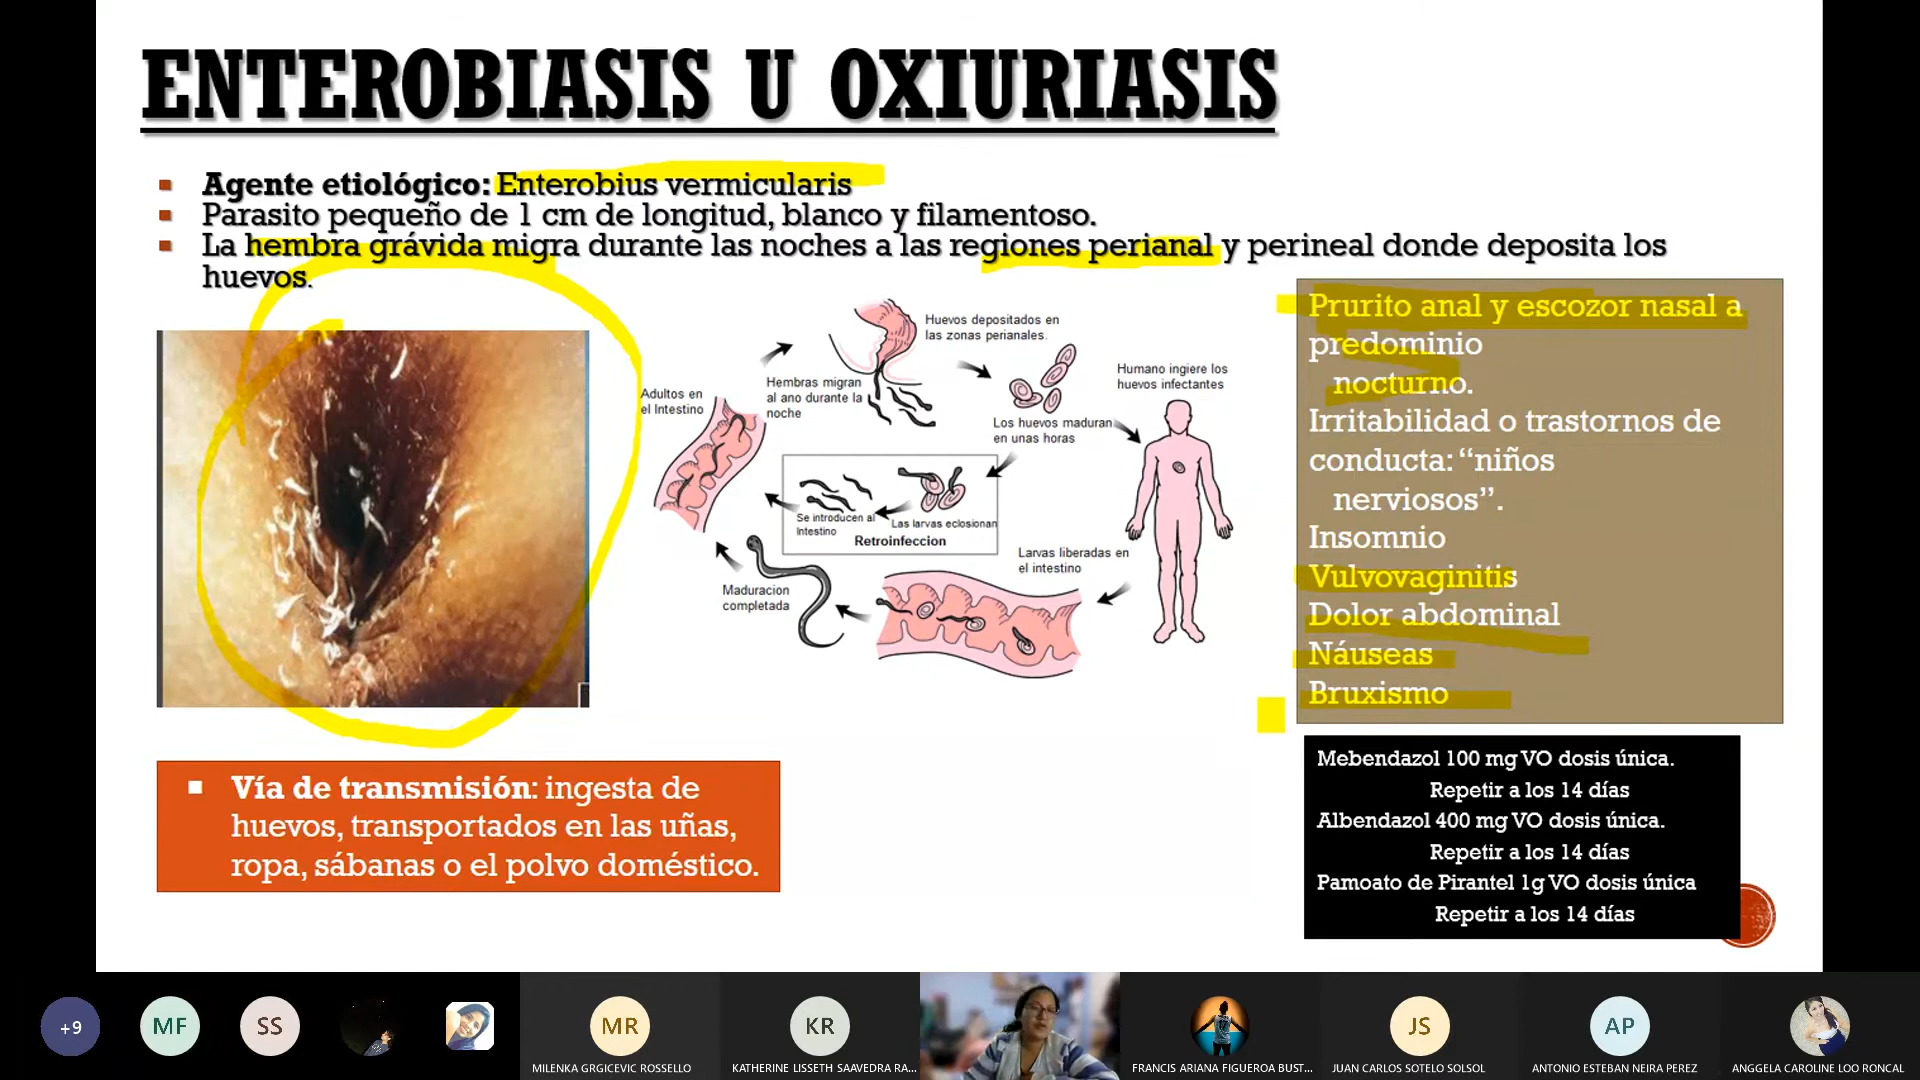 ENTEROBIASIS U OXIURIASIS
Agente etiológico: Enterobius vermicularis
Parasito pequeño de 1 cm de longitud, blanco y filamentoso.
La hembra grávida migra durante las noches a las regiones perianal y perineal donde deposita los
huevos.
Huevos depositados en
las zonas perianales.
Humano ingiere los
huevos infectantes
Hembras migran
al ano durante la
noche
Adultos en
el Intestino
Los huevos maduran
en unas horas
Se introducen al
Intestino
Las larvas eclosionan
Retroinfeccion
Larvas liberadas en
el intestino
Maduracion
completada
Prurito anal y escozor nasal a
predominio
nocturno.
Irritabilidad o trastornos de
conducta: “niños
nerviosos”.
Insomnio
Vulvovaginitis
Dolor abdominal
Náuseas
Bruxismo
Vía de transmisión: ingesta de
huevos, transportados en las uñas,
ropa, sábanas o el polvo doméstico.
Mebendazol 100 mg VO dosis única.
Repetir a los 14 días
Albendazol 400 mg VO dosis única.
Repetir a los 14 días
Pamoato de Pirantel 1g VO dosis única
Repetir a los 14 días
+9
MF
SS
MR
KR
JS
AP
MILENKA GRGICEVIC ROSSELLO
KATHERINE LISSETH SAAVEDRA RA...
FRANCIS ARIANA FIGUEROA BUST...
JUAN CARLOS SOTELO SOLSOL
ANTONIO ESTEBAN NEIRA PEREZ
ANGGELA CAROLINE LOO RONCAL